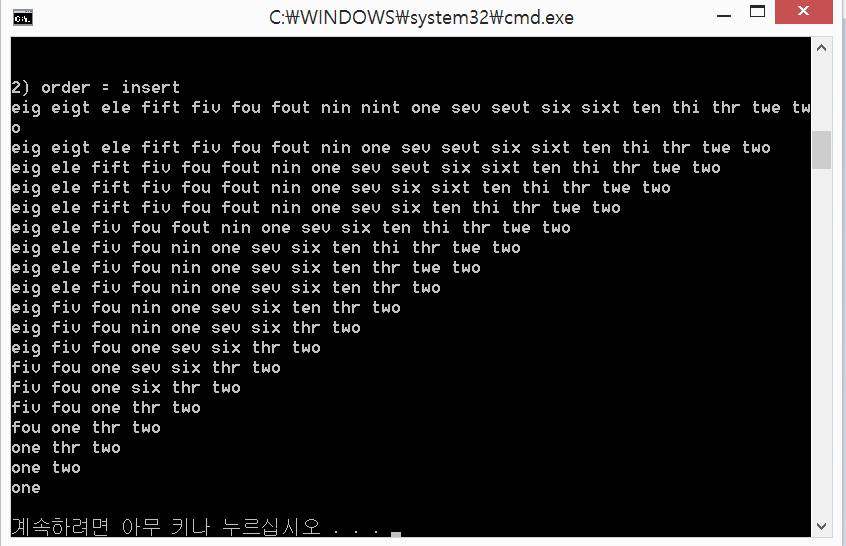 C:\WINDOWS\system32\cmd.exe
2) order = insert
eig eigt ele fift fiv fou fout nin nint one sev sevt six sixt ten thi thr twe tw
o
eig eigt ele fift fiv fou fout nin one sev sevt six sixt ten thi thr twe two
eig ele fift fiv fou fout nin one sev sevt six sixt ten thi thr twe two
eig ele fift fiv fou fout nin one sev six sixt ten thi thr twe two
eig ele fift fiv fou fout nin one sev six ten thi thr twe two
eig ele fiv fou fout nin one sev six ten thi thr twe two
eig ele fiv fou nin one sev six ten thi thr twe two
eig ele fiv fou nin one sev six ten thr twe two
eig ele fiv fou nin one sev six ten thr two
eig fiv fou nin one sev six ten thr two
eig fiv fou nin one sev six thr two
eig fiv fou one sev six thr two
fiv fou one sev six thr two
fiv fou one six thr two
fiv fou one thr two
fou one thr two
one thr two
one two
one
계속하려면 아무 키나 누르십시오 . . .